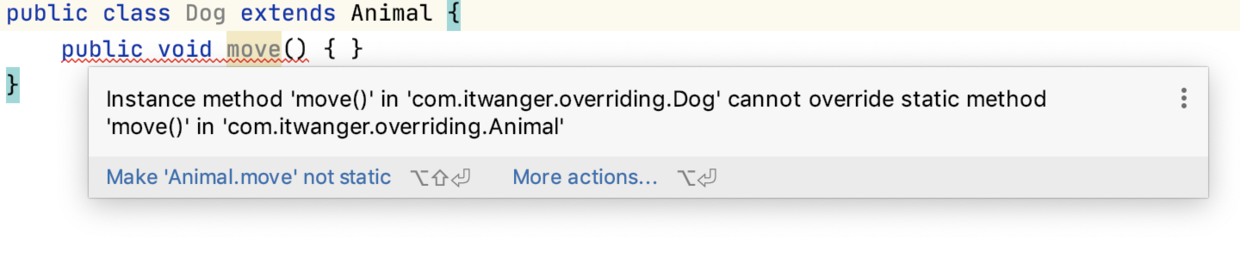 public class Dog extends Animal {
public void move() { }
}
Instance method 'move()' in 'com.itwanger.overriding.Dog' cannot override static method
'move()' in 'com.itwanger.overriding.Animal'
Make 'Animal.move' not static ⌥⇧⏎ More actions... ⌥⏎